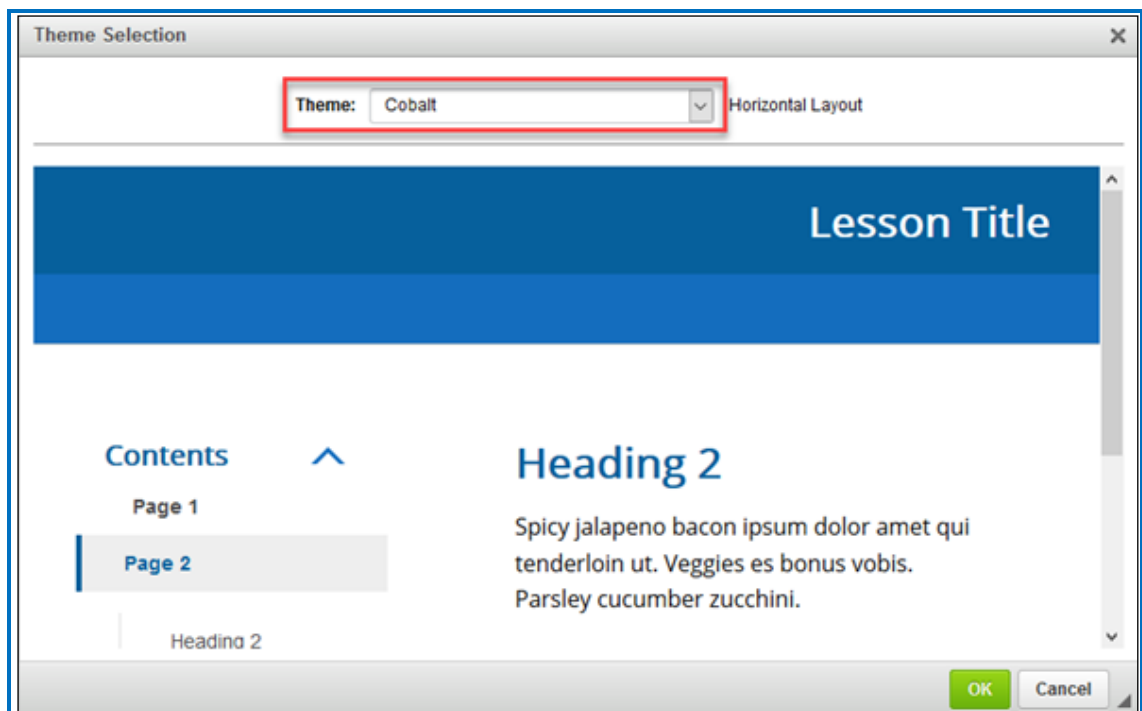 Theme Selection
Theme: Cobalt Horizontal Layout
Lesson Title
Contents
Page 1
Page 2
Heading 2
Heading 2
Spicy jalapeno bacon ipsum dolor amet qui
tenderloin ut. Veggies es bonus vobis.
Parsley cucumber zucchini.
OK Cancel